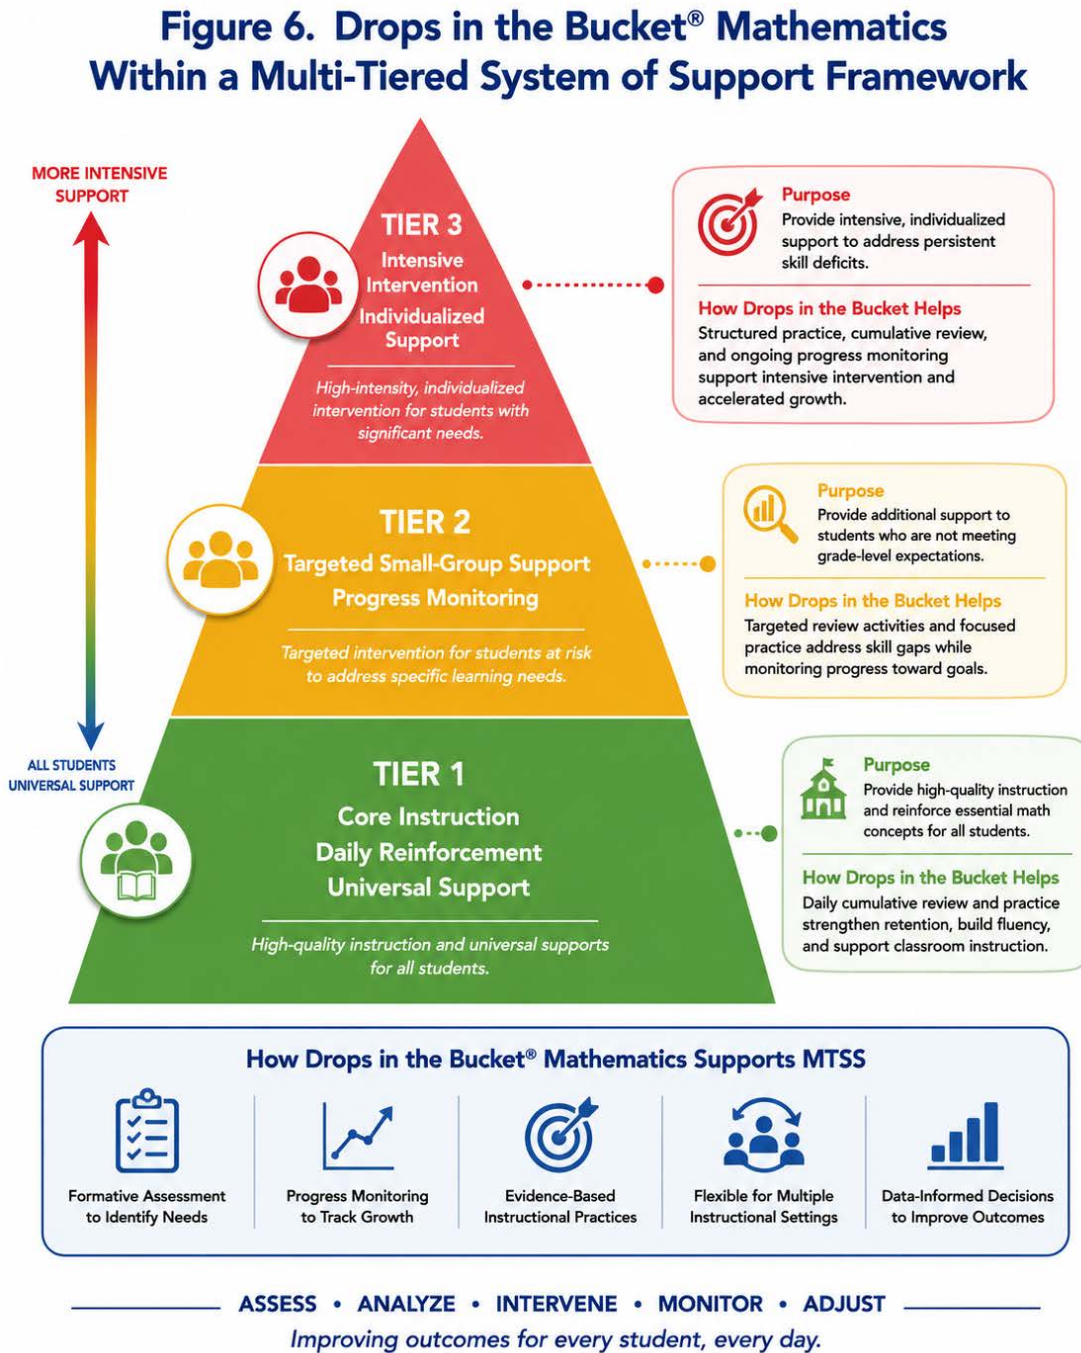 Figure 6. Drops in the Bucket® Mathematics
Within a Multi-Tiered System of Support Framework
MORE INTENSIVE
SUPPORT
ALL STUDENTS
UNIVERSAL SUPPORT
TIER 3
Intensive
Intervention
Individualized
Support
High-intensity, individualized
intervention for students with
significant needs.
Purpose
Provide intensive, individualized
support to address persistent
skill deficits.
How Drops in the Bucket Helps
Structured practice, cumulative review,
and ongoing progress monitoring
support intensive intervention and
accelerated growth.
TIER 2
Targeted Small-Group Support
Progress Monitoring
Targeted intervention for students at risk
to address specific learning needs.
Purpose
Provide additional support to
students who are not meeting
grade-level expectations.
How Drops in the Bucket Helps
Targeted review activities and focused
practice address skill gaps while
monitoring progress toward goals.
TIER 1
Core Instruction
Daily Reinforcement
Universal Support
High-quality instruction and universal supports
for all students.
Purpose
Provide high-quality instruction
and reinforce essential math
concepts for all students.
How Drops in the Bucket Helps
Daily cumulative review and practice
strengthen retention, build fluency,
and support classroom instruction.
How Drops in the Bucket® Mathematics Supports MTSS
Formative Assessment
to Identify Needs
Progress Monitoring
to Track Growth
Evidence-Based
Instructional Practices
Flexible for Multiple
Instructional Settings
Data-Informed Decisions
to Improve Outcomes
ASSESS • ANALYZE • INTERVENE • MONITOR • ADJUST
Improving outcomes for every student, every day.